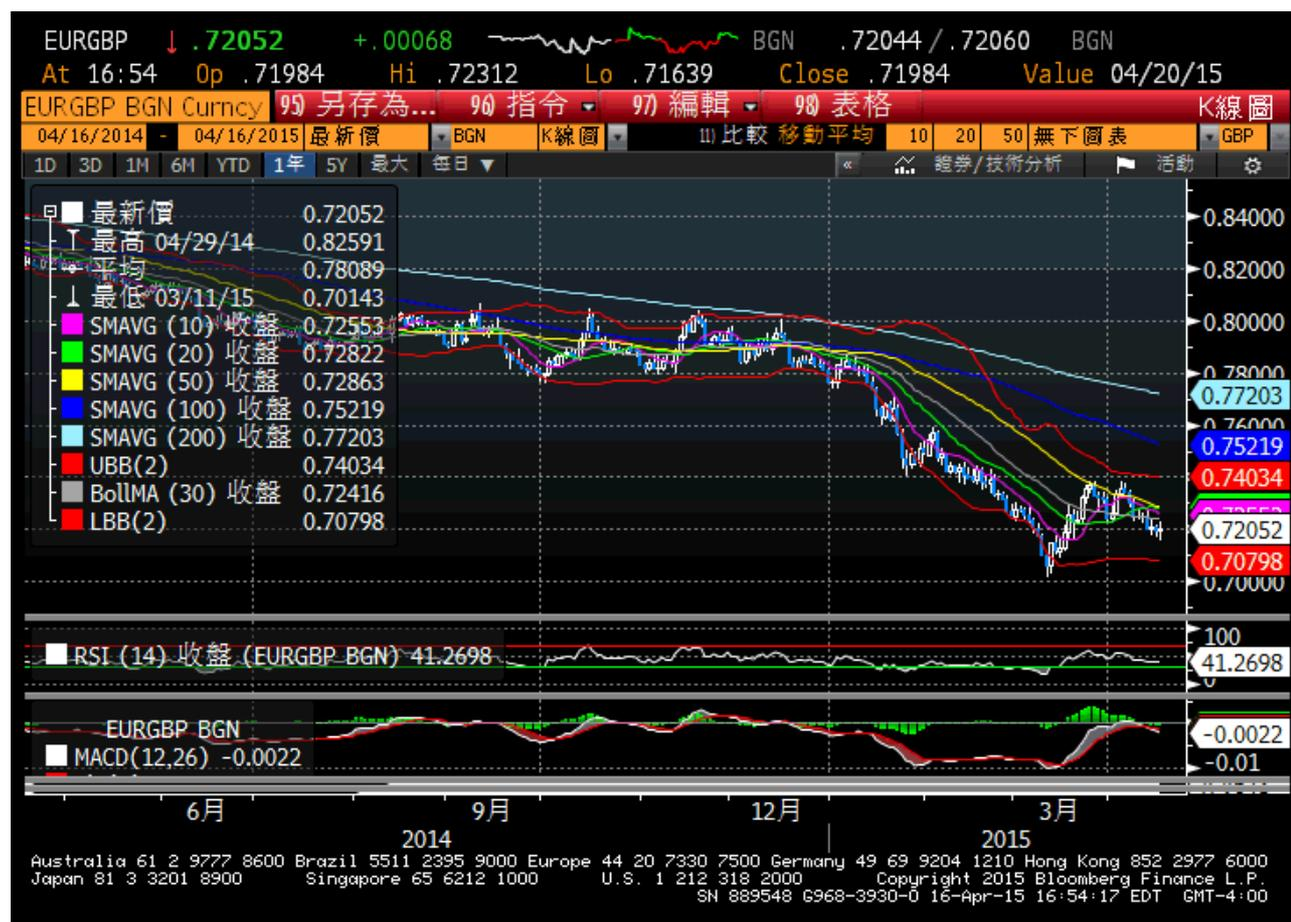 EURGBP ↓ .72052 +.00068 BGN .72044 / .72060 BGN
At 16:54 Op .71984 Hi .72312 Lo .71639 Close .71984 Value 04/20/15
EURGBP BGN Curncy 95) 另存為... 96) 指令 97) 編輯 98) 表格 K線圖
04/16/2014 - 04/16/2015 最新價 BGN K線圖 11) 比較 移動平均 10 20 50 無下圖表 GBP
1D 3D 1M 6M YTD 1年 5Y 最大 每日 ▼ « 證券/技術分析 活動
最新價 0.72052
最高 04/29/14 0.82591
平均 0.78089
最低 03/11/15 0.70143
SMAVG (10) 收盤 0.72553
SMAVG (20) 收盤 0.72822
SMAVG (50) 收盤 0.72863
SMAVG (100) 收盤 0.75219
SMAVG (200) 收盤 0.77203
UBB(2) 0.74034
BollMA (30) 收盤 0.72416
LBB(2) 0.70798
0.84000
0.82000
0.80000
0.78000
0.77203
0.76000
0.75219
0.74034
0.72052
0.70798
0.70000
RSI (14) 收盤 (EURGBP BGN) 41.2698
100
41.2698
0
EURGBP BGN
MACD(12,26) -0.0022
-0.0022
-0.01
6月 9月 12月 3月
2014 2015
Australia 61 2 9777 8600 Brazil 5511 2395 9000 Europe 44 20 7330 7500 Germany 49 69 9204 1210 Hong Kong 852 2977 6000
Japan 81 3 3201 8900 Singapore 65 6212 1000 U.S. 1 212 318 2000 Copyright 2015 Bloomberg Finance L.P.
SN 889548 G968-3930-0 16-Apr-15 16:54:17 EDT GMT-4:00